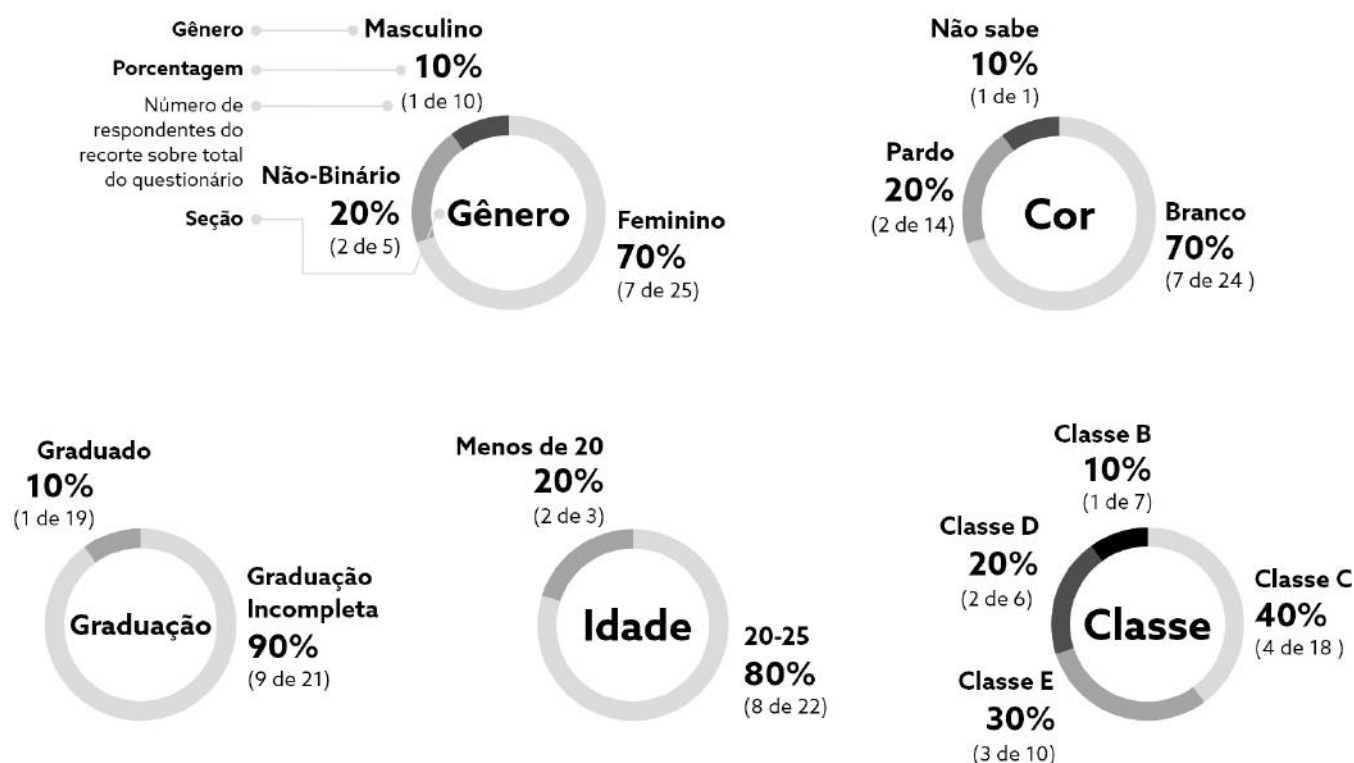 Gênero
Porcentagem
Número de
respondentes do
recorte sobre total
do questionário
Seção
Masculino
10%
(1 de 10)
Não-Binário
20%
(2 de 5)
Gênero
Feminino
70%
(7 de 25)
Não sabe
10%
(1 de 1)
Pardo
20%
(2 de 14)
Cor
Branco
70%
(7 de 24 )
Graduado
10%
(1 de 19)
Graduação
Graduação
Incompleta
90%
(9 de 21)
Menos de 20
20%
(2 de 3)
Idade
20-25
80%
(8 de 22)
Classe B
10%
(1 de 7)
Classe D
20%
(2 de 6)
Classe
Classe C
40%
(4 de 18 )
Classe E
30%
(3 de 10)